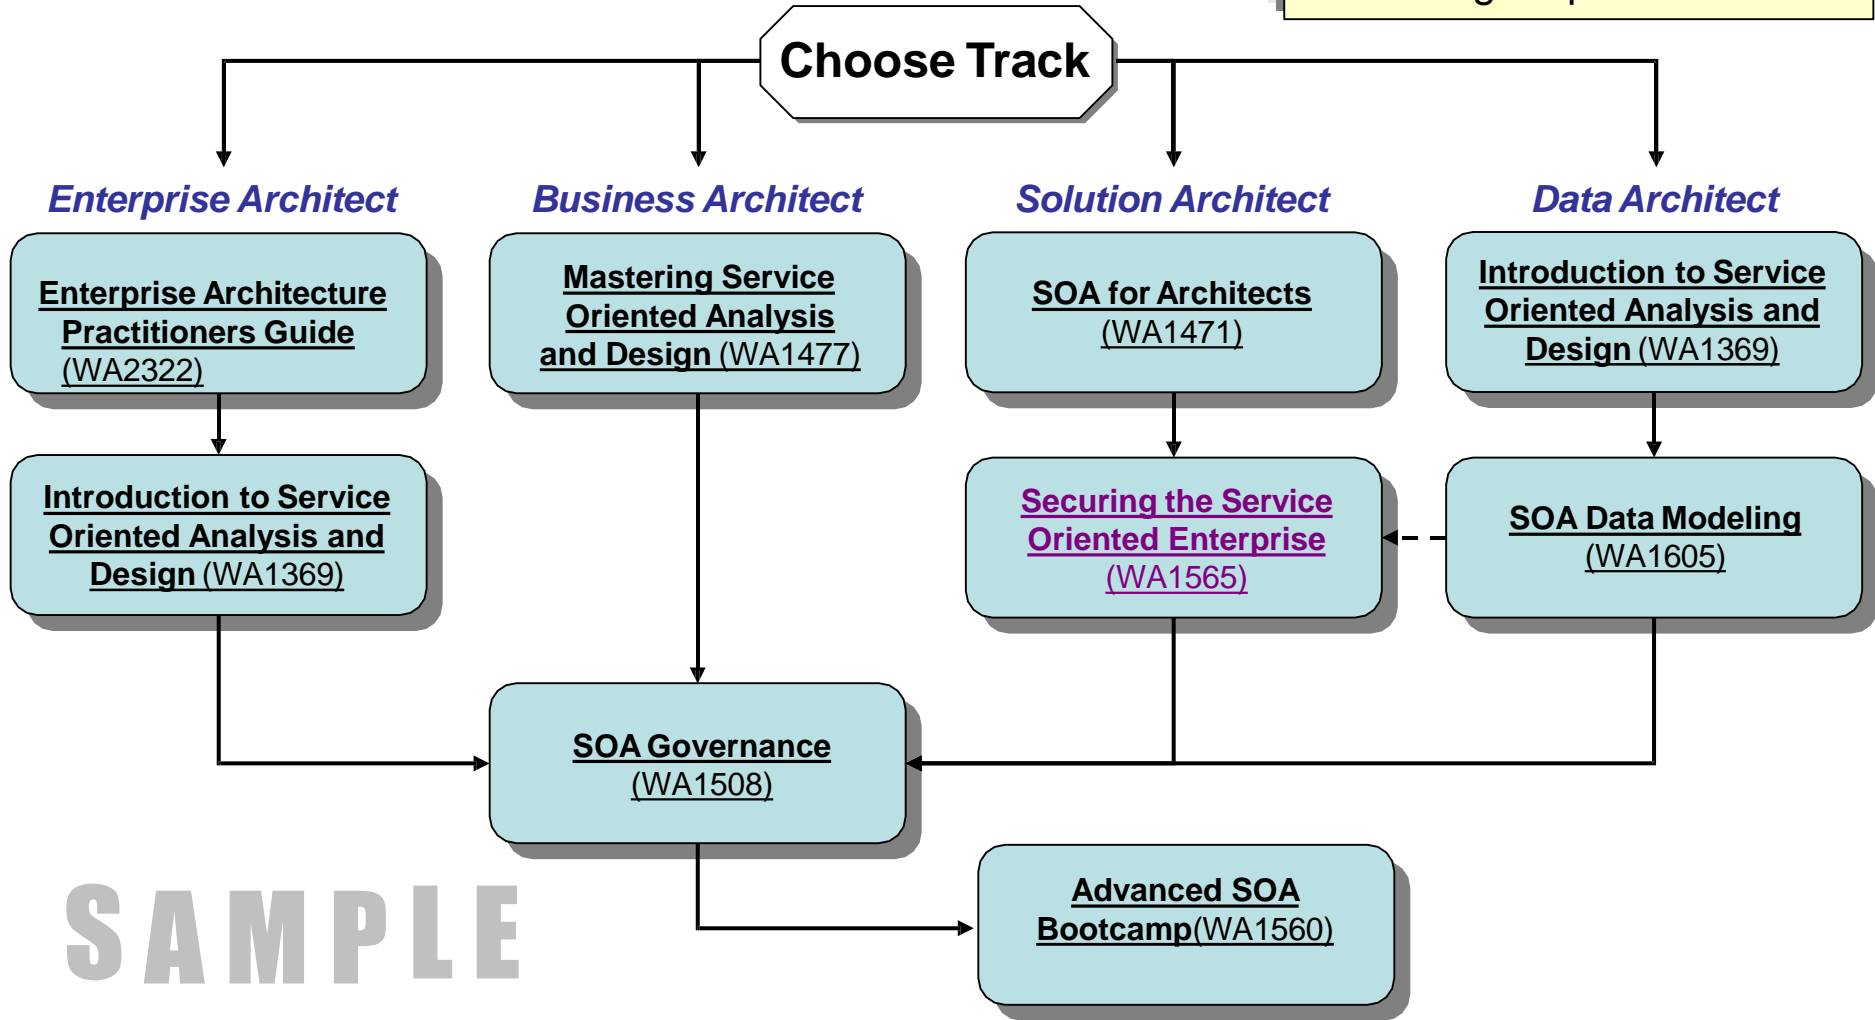 Choose Track
Enterprise Architect
Business Architect
Solution Architect
Data Architect
Enterprise Architecture
Practitioners Guide
(WA2322)
Mastering Service
Oriented Analysis
and Design (WA1477)
SOA for Architects
(WA1471)
Introduction to Service
Oriented Analysis and
Design (WA1369)
Introduction to Service
Oriented Analysis and
Design (WA1369)
Securing the Service
Oriented Enterprise
(WA1565)
SOA Data Modeling
(WA1605)
SOA Governance
(WA1508)
Advanced SOA
Bootcamp(WA1560)
SAMPLE